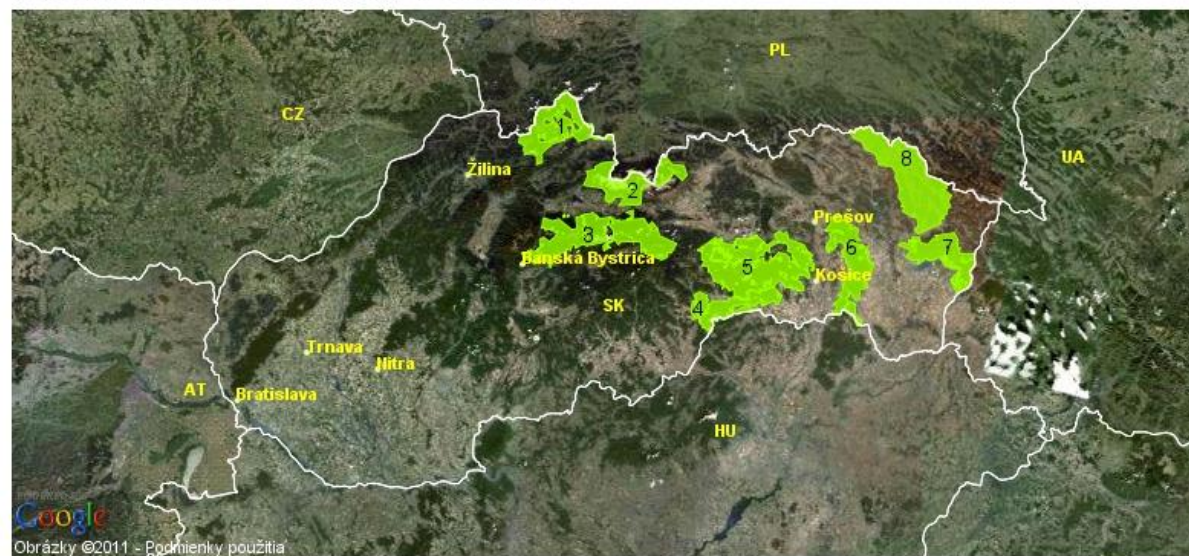 PL
CZ
1
UA
8
Žilina
2
Prešov
3
6
7
Banská Bystrica
5
Košice
SK
4
Trnava
Nitra
AT
Bratislava
HU
Google
Obrázky ©2011 - Podmienky použitia